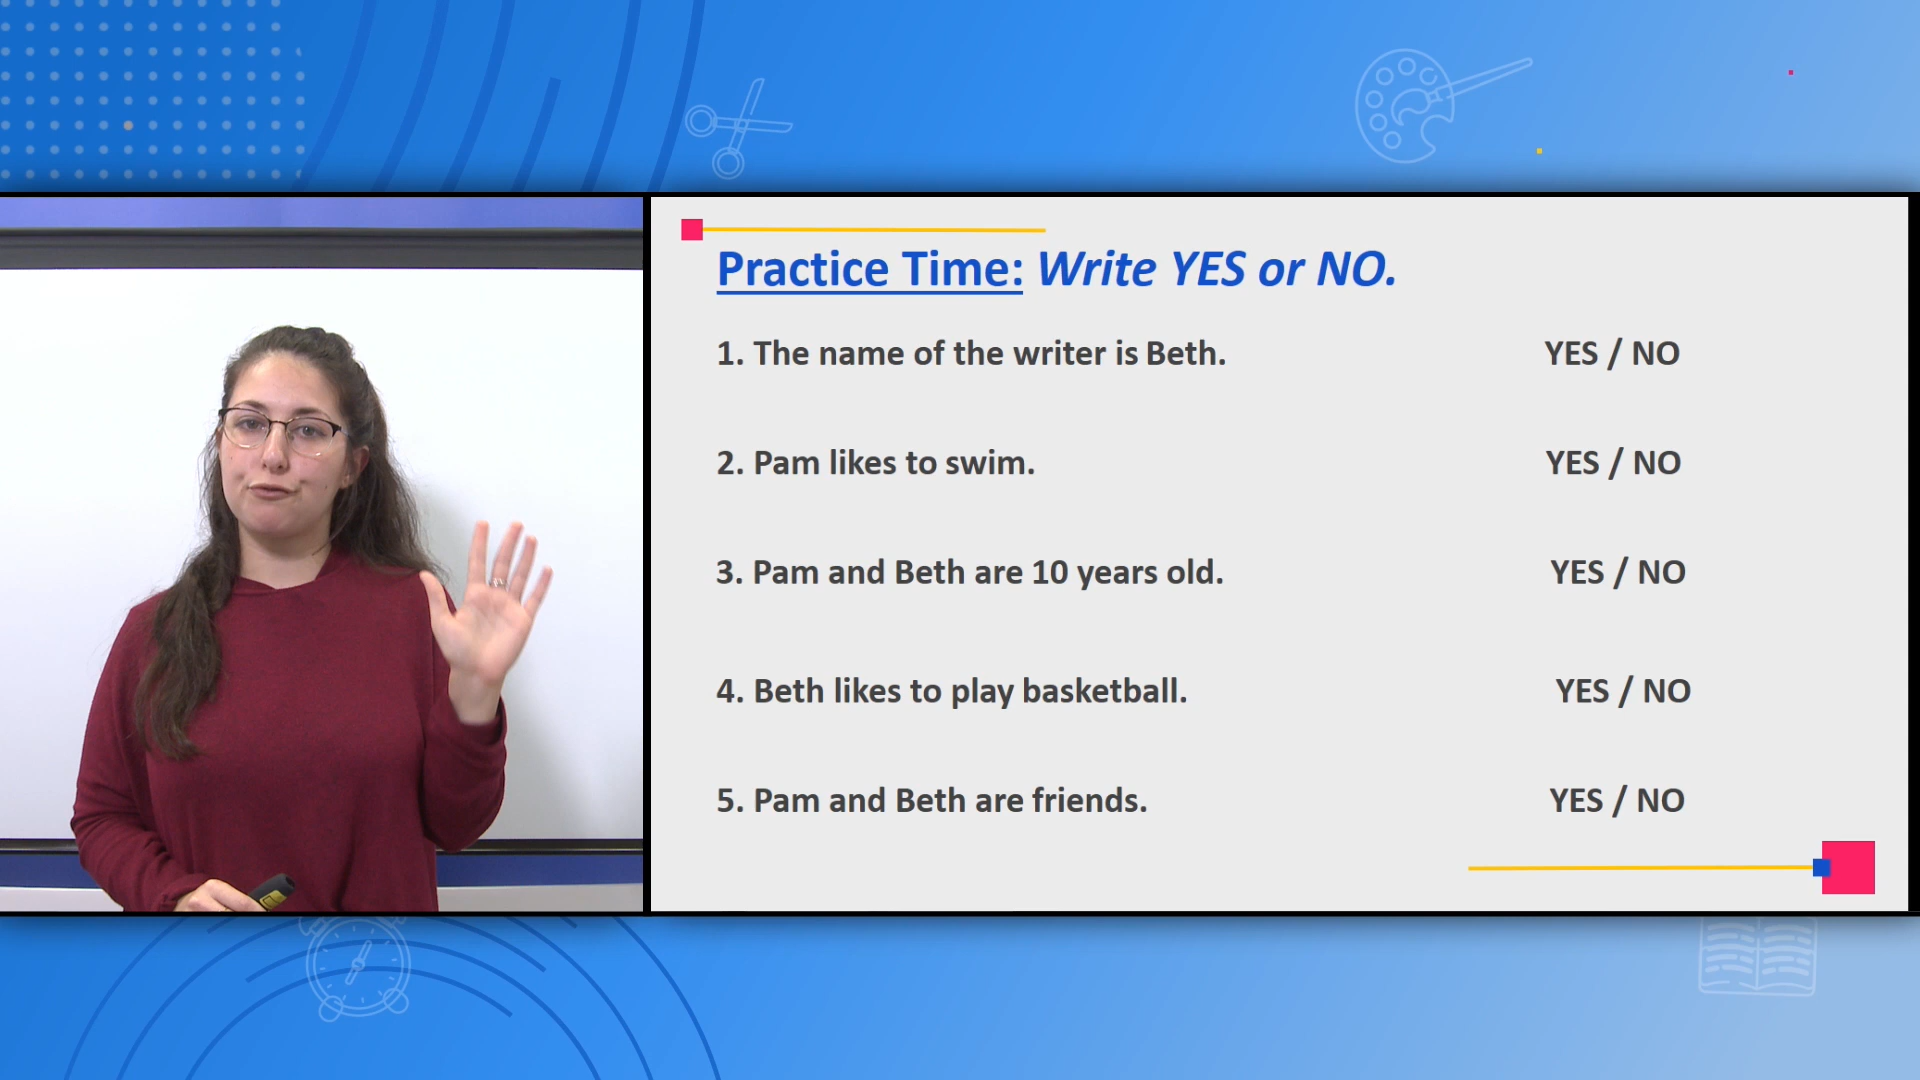 Practice Time: Write YES or NO.
1. The name of the writer is Beth. YES / NO
2. Pam likes to swim. YES / NO
3. Pam and Beth are 10 years old. YES / NO
4. Beth likes to play basketball. YES / NO
5. Pam and Beth are friends. YES / NO